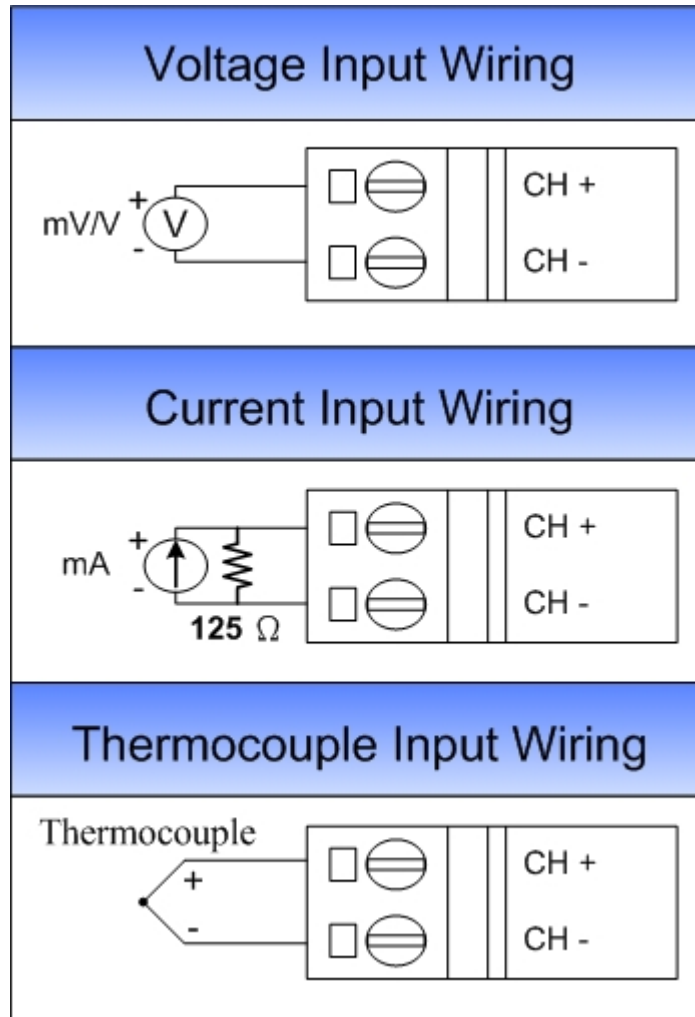 Voltage Input Wiring
+
mV/V
V
-
CH +
CH -
Current Input Wiring
+
mA
-
125 Ω
CH +
CH -
Thermocouple Input Wiring
Thermocouple
+
-
CH +
CH -